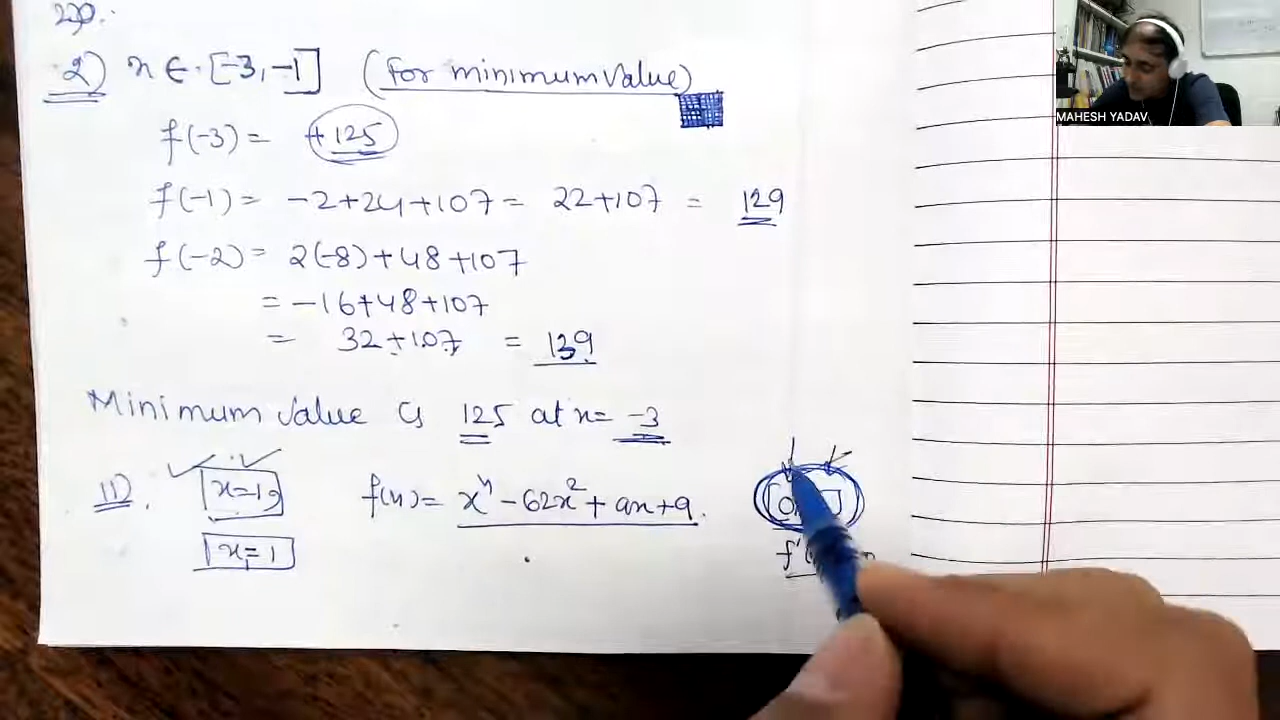 2) x ∈ [-3, -1] (for minimum value)
f(-3) = +125
f(-1) = -2+24+107 = 22+107 = 129
f(-2) = 2(-8)+48+107
= -16+48+107
= 32+107 = 139
Minimum value is 125 at x = -3
11). x=1, f(x) = x⁴ - 62x² + ax + 9.
x=1
MAHESH YADAV